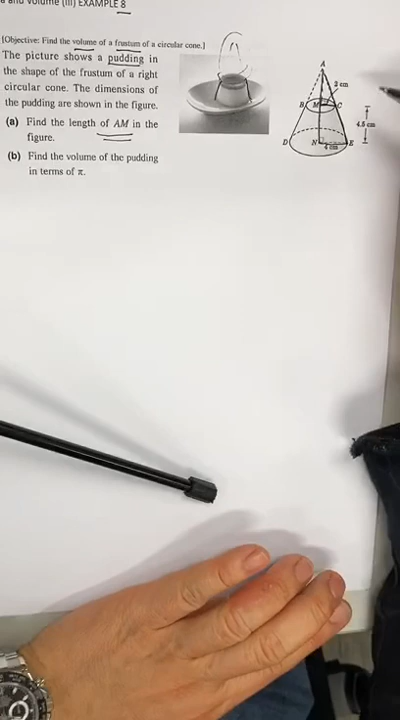 and Volume (III) EXAMPLE 8
[Objective: Find the volume of a frustum of a circular cone.]
The picture shows a pudding in
the shape of the frustum of a right
circular cone. The dimensions of
the pudding are shown in the figure.
(a) Find the length of AM in the
figure.
(b) Find the volume of the pudding
in terms of π.
A
2 cm
B M C
4.5 cm
D N E
4 cm